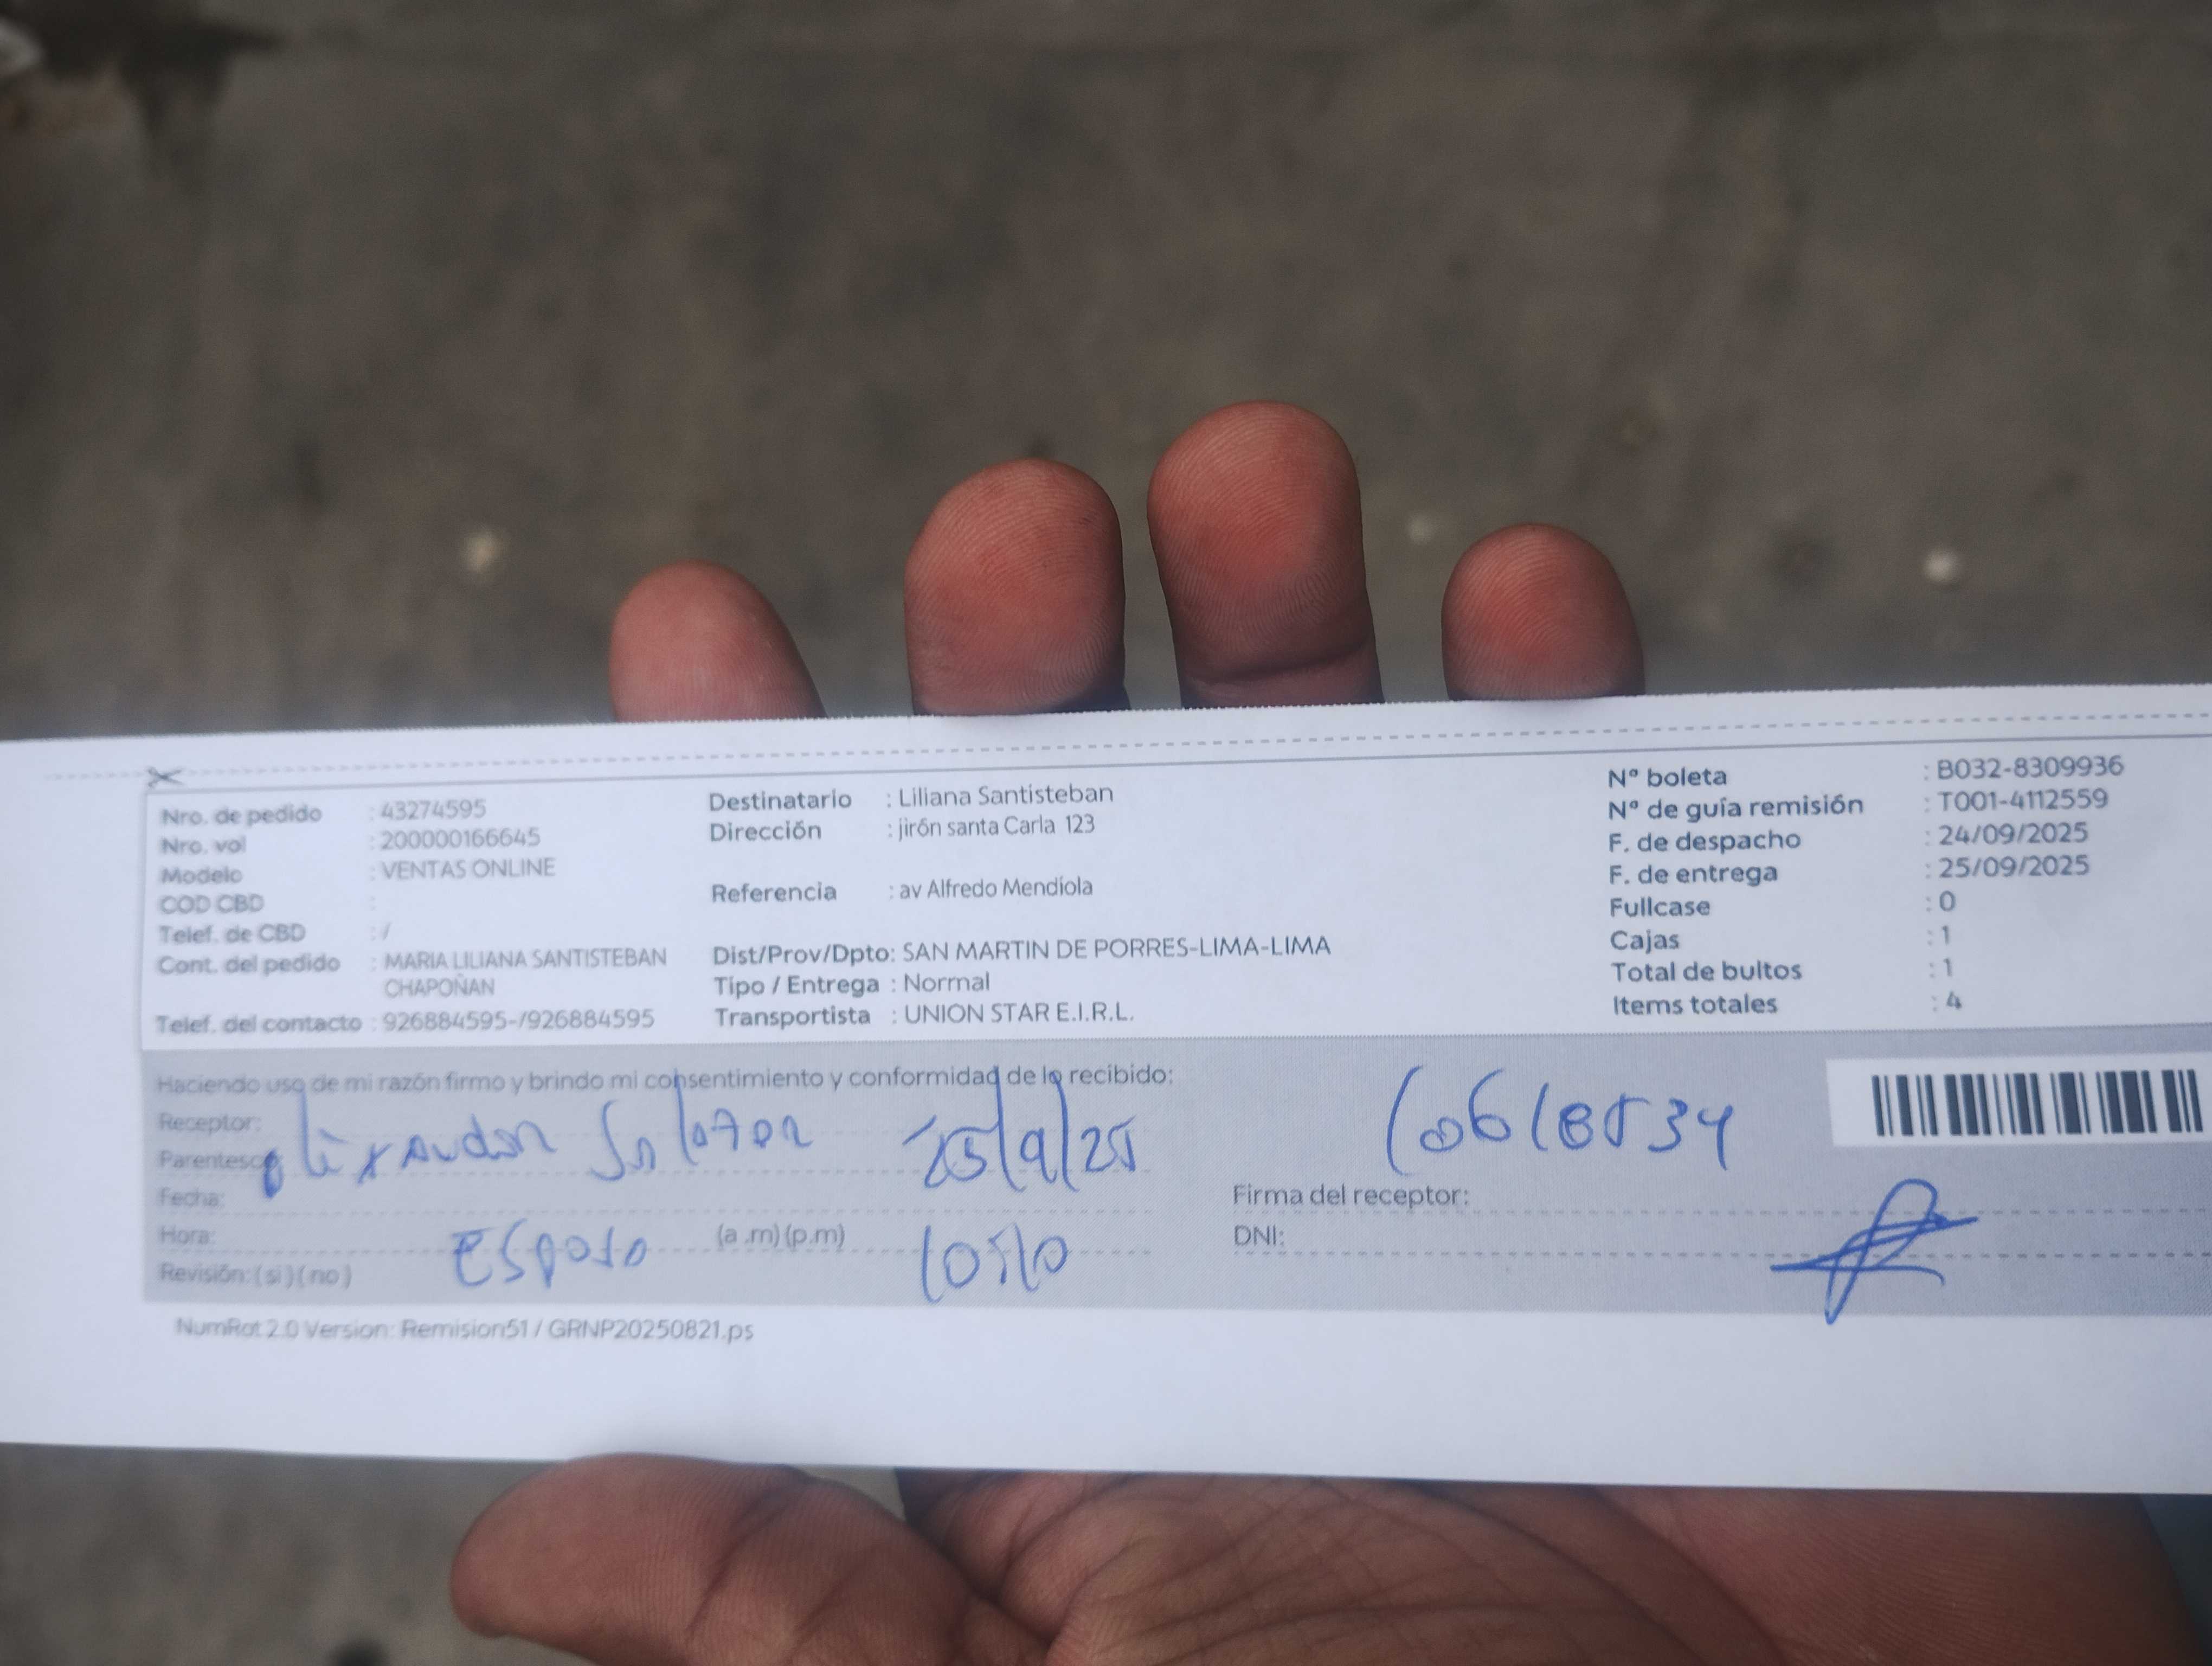 Nro. de pedido : 43274595
Nro. vol : 200000166645
Modelo : VENTAS ONLINE
COD CBD :
Telef. de CBD : /
Cont. del pedido : MARIA LILIANA SANTISTEBAN
CHAPOÑAN
Telef. del contacto : 926884595-/926884595
Destinatario : Liliana Santisteban
Dirección : jirón santa Carla 123
Referencia : av Alfredo Mendiola
Dist/Prov/Dpto: SAN MARTIN DE PORRES-LIMA-LIMA
Tipo / Entrega : Normal
Transportista : UNION STAR E.I.R.L.
Nº boleta : B032-8309936
Nº de guía remisión : T001-4112559
F. de despacho : 24/09/2025
F. de entrega : 25/09/2025
Fullcase : 0
Cajas : 1
Total de bultos : 1
Items totales : 4
Haciendo uso de mi razón firmo y brindo mi consentimiento y conformidad de lo recibido:
Receptor:
Parentesco:
25/9/25
Fecha:
Hora: Esposo (a.m)(p.m)
Revisión: (si)(no)
Firma del receptor:
DNI:
NumRot 2.0 Version: Remision51 / GRNP20250821.ps